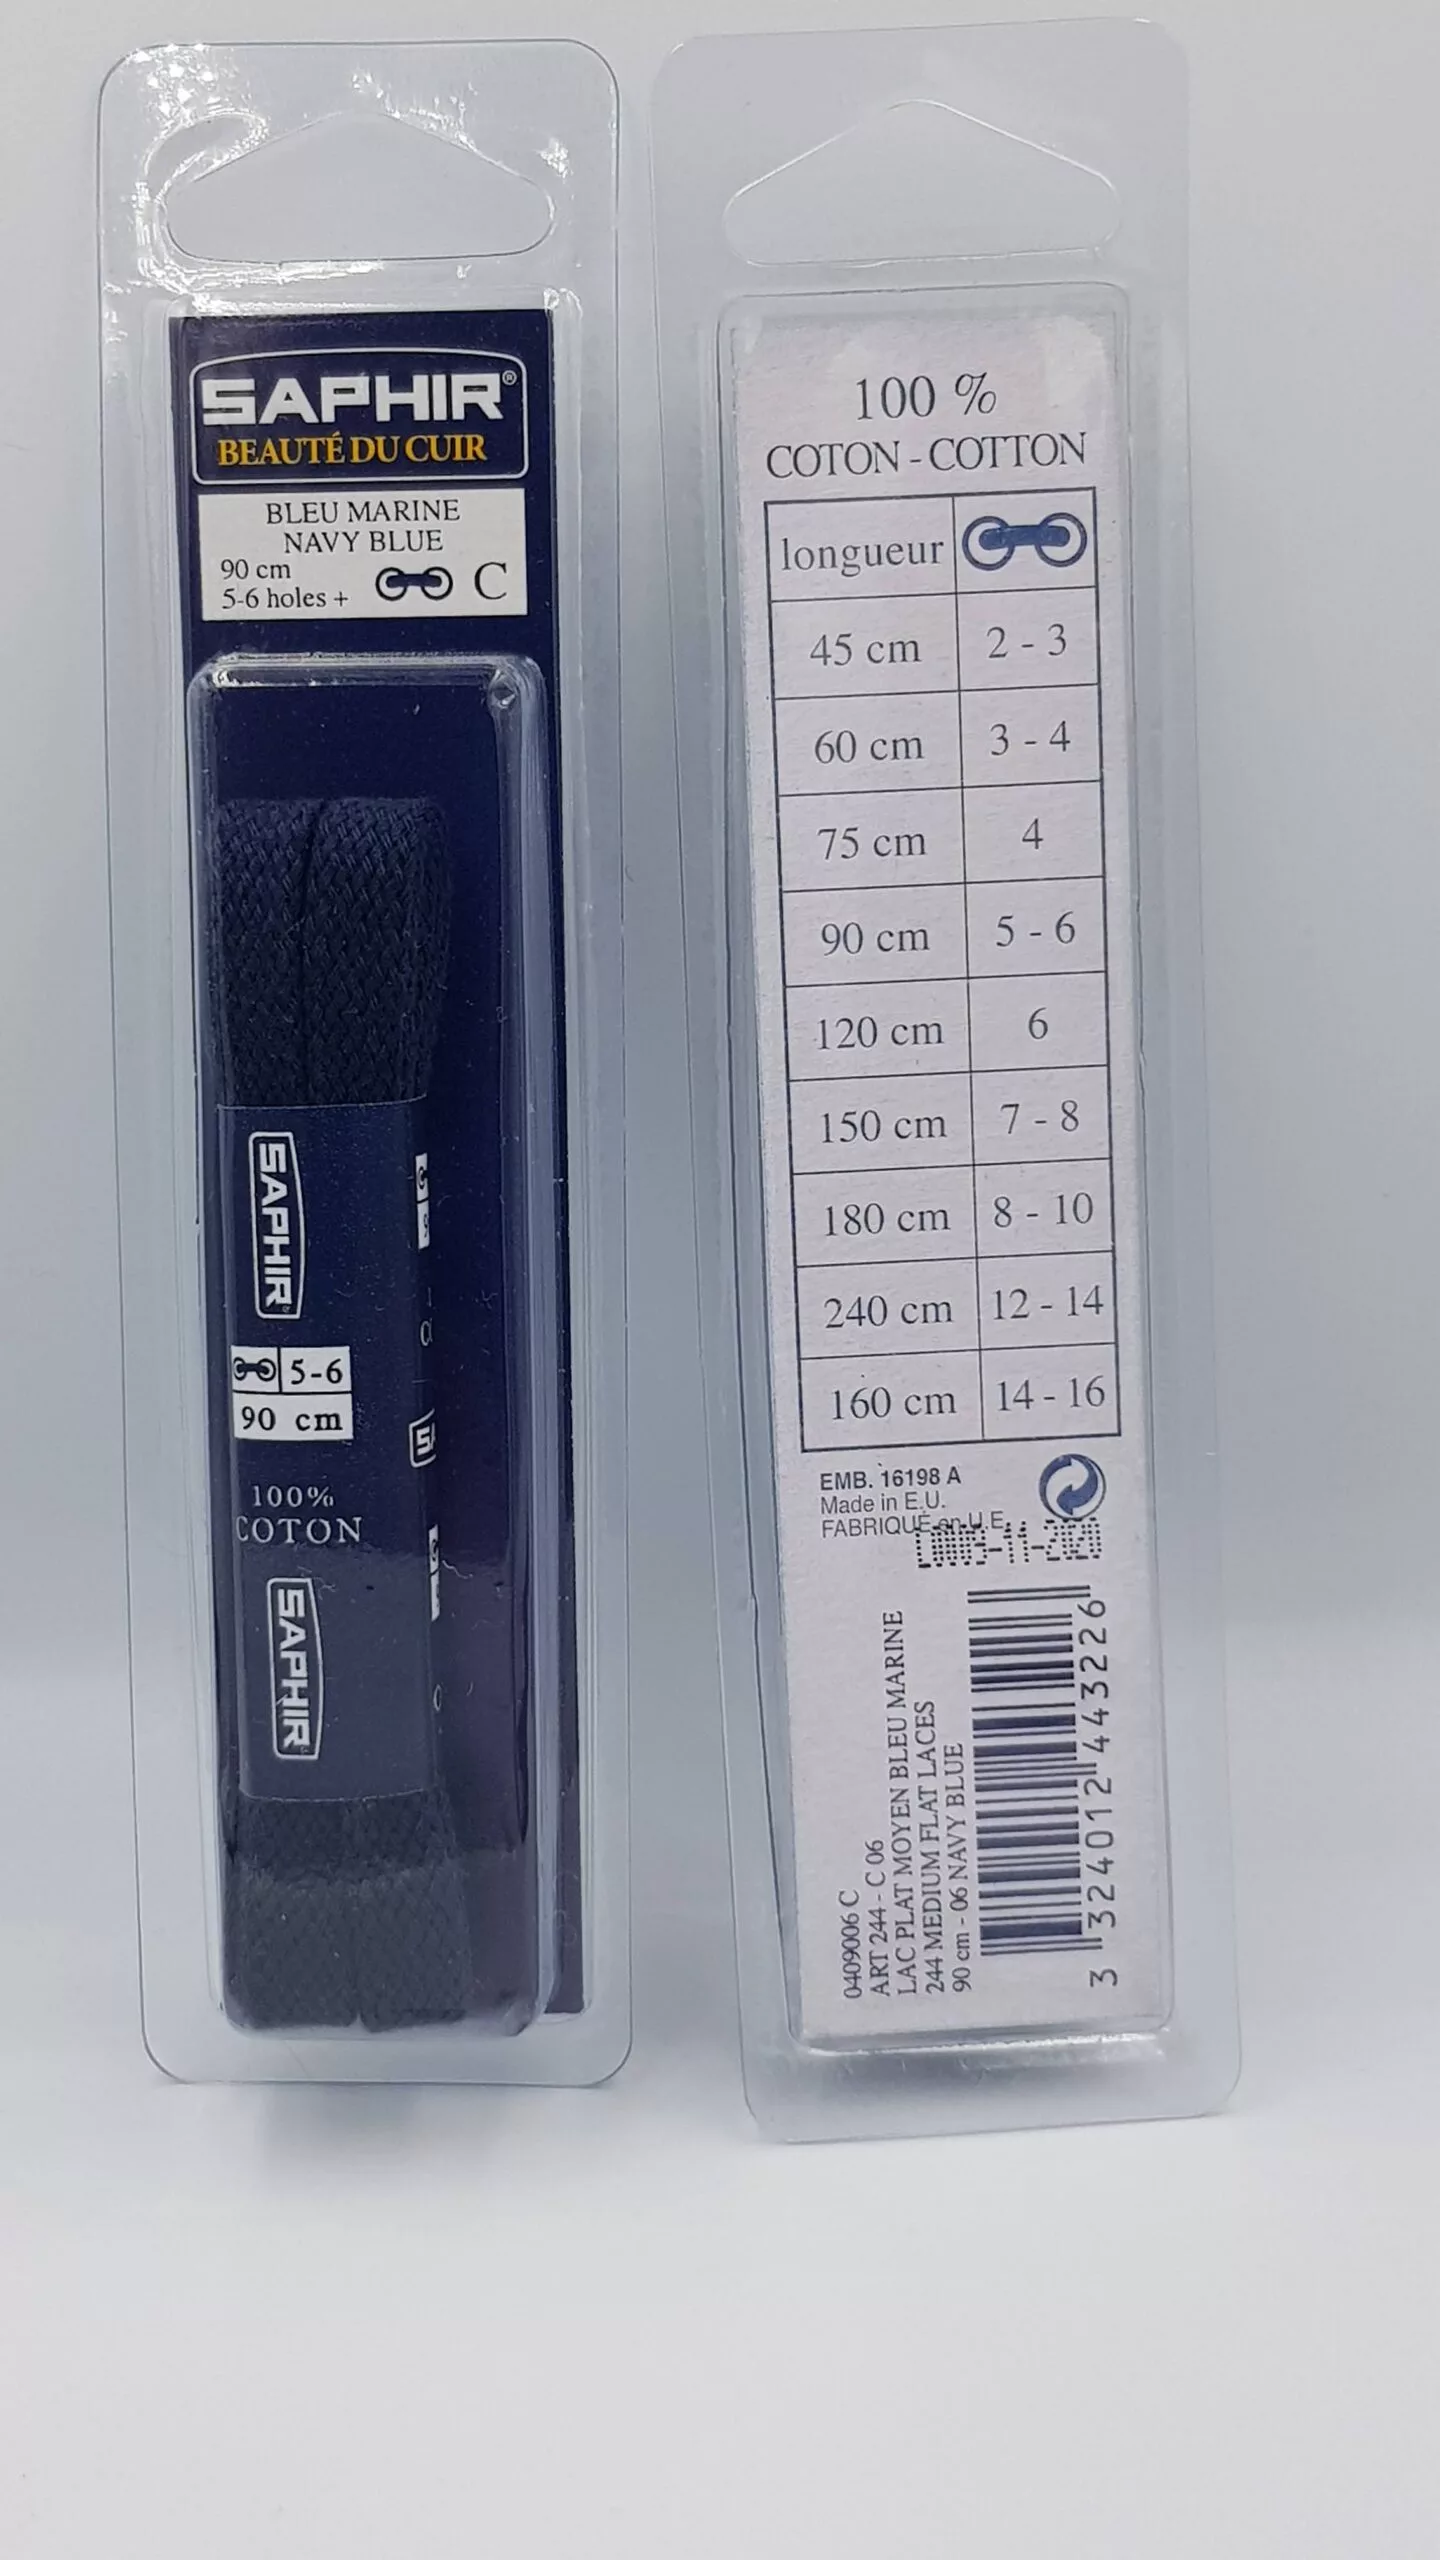 SAPHIR®
BEAUTÉ DU CUIR
BLEU MARINE
NAVY BLUE
90 cm
5-6 holes + C
SAPHIR
5-6
90 cm
100%
COTON
SAPHIR
100 %
COTON - COTTON
longueur
45 cm 2 - 3
60 cm 3 - 4
75 cm 4
90 cm 5 - 6
120 cm 6
150 cm 7 - 8
180 cm 8 - 10
240 cm 12 - 14
160 cm 14 - 16
EMB. 16198 A
Made in E.U.
FABRIQUÉ en U.E.
L0003-11-2020
0409006 C
ART 244 - C 06
LAC PLAT MOYEN BLEU MARINE
244 MEDIUM FLAT LACES
90 cm - 06 NAVY BLUE
3 324012 443226